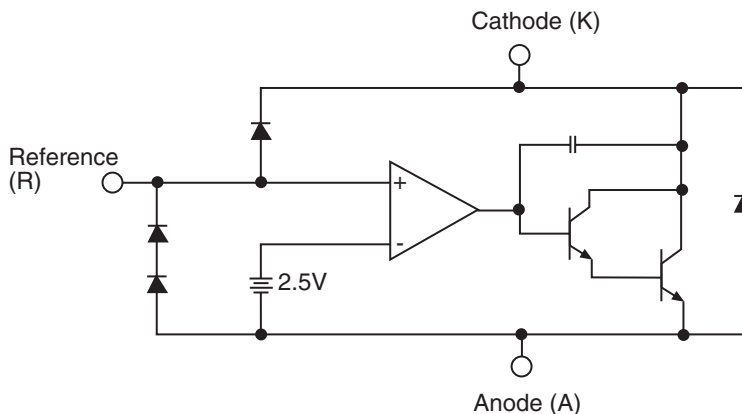 Cathode (K)
Reference
(R)
+
-
2.5V
Anode (A)